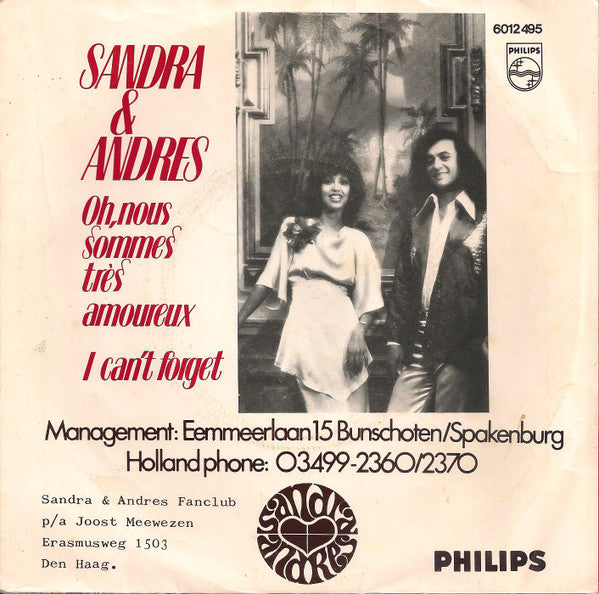 6012 495
PHILIPS
SANDRA
&
ANDRES
Oh, nous
sommes
très
amoureux
I can't forget
Management: Eemmeerlaan 15 Bunschoten/Spakenburg
Holland phone: 03499-2360/2370
Sandra & Andres Fanclub
p/a Joost Meewezen
Erasmusweg 1503
Den Haag.
Sandra
andres
PHILIPS